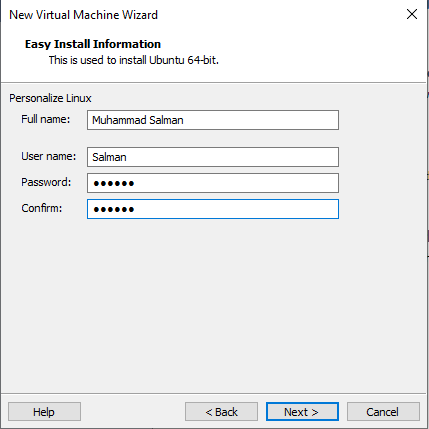 New Virtual Machine Wizard
Easy Install Information
This is used to install Ubuntu 64-bit.
Personalize Linux
Full name: Muhammad Salman
User name: Salman
Password: ●●●●●●
Confirm: ●●●●●●
Help < Back Next > Cancel